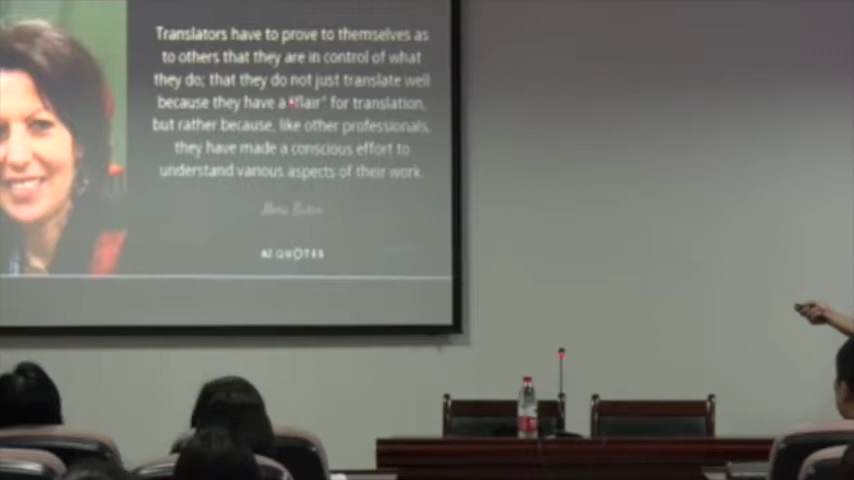 Translators have to prove to themselves as
to others that they are in control of what
they do; that they do not just translate well
because they have a "flair" for translation,
but rather because, like other professionals,
they have made a conscious effort to
understand various aspects of their work.
AZ QUOTES